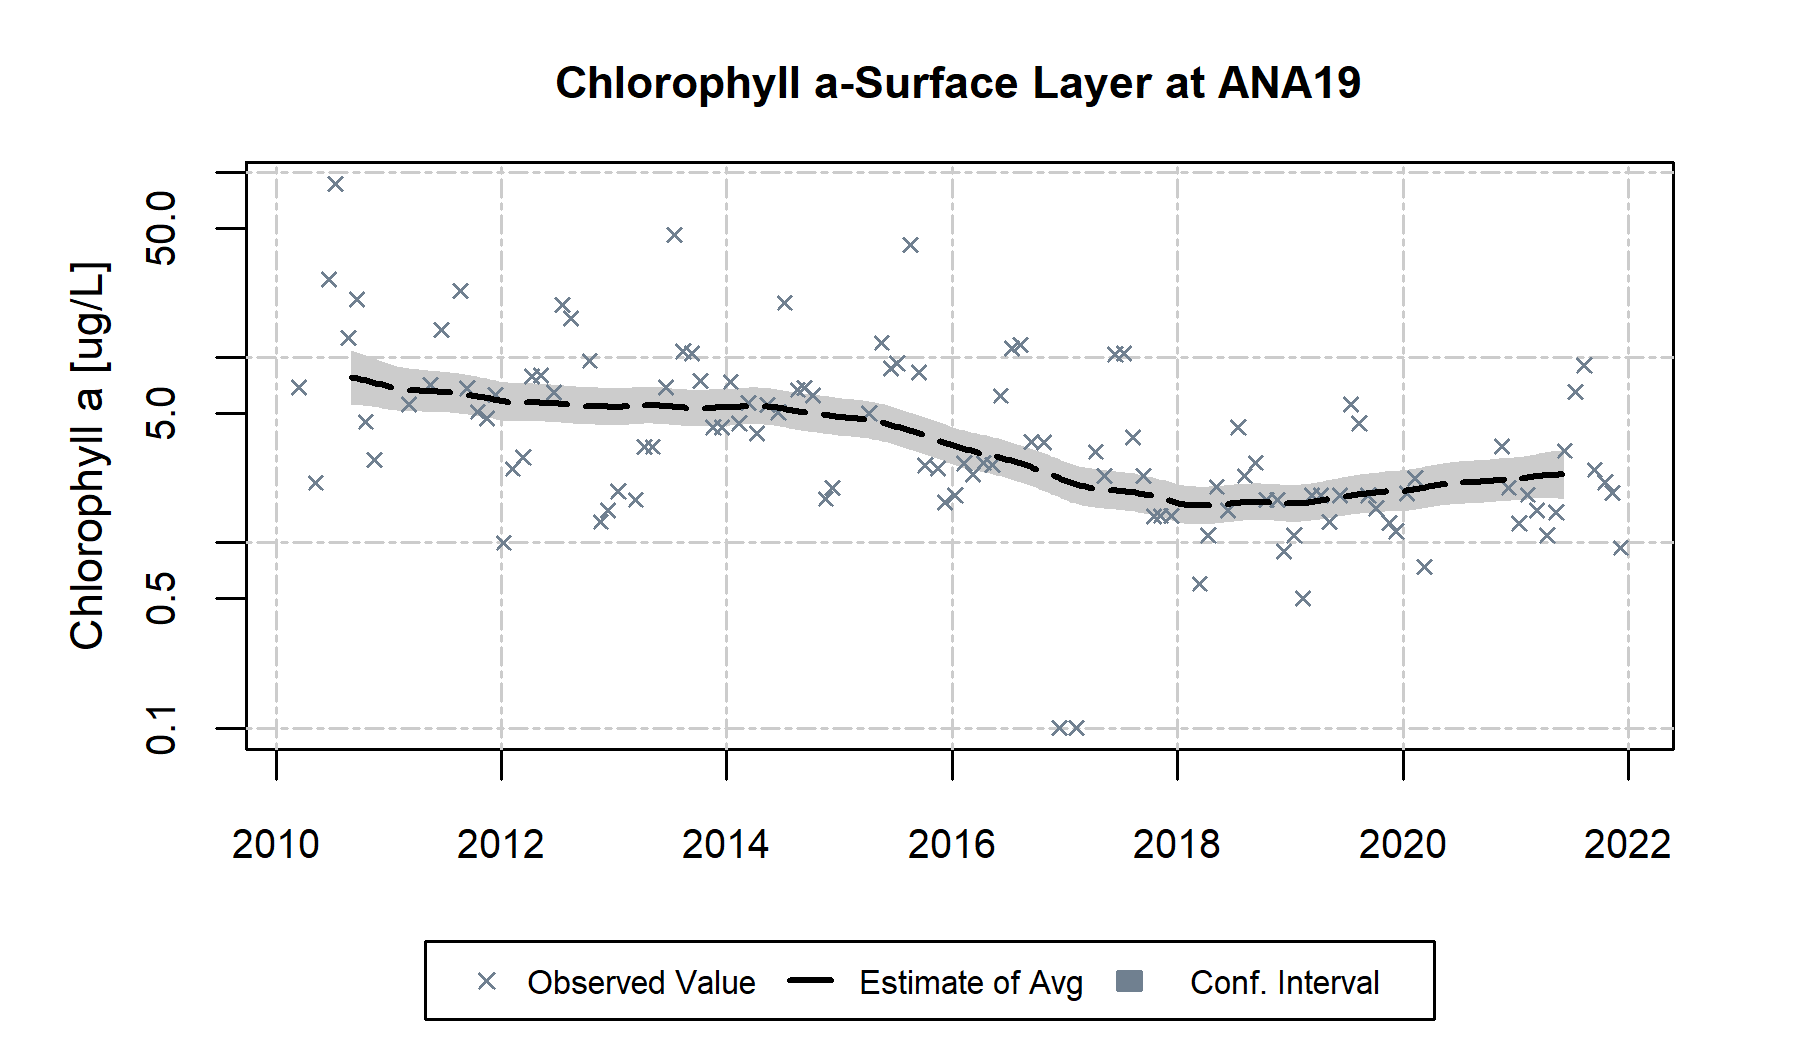 Chlorophyll a-Surface Layer at ANA19
Chlorophyll a [ug/L]
50.0
5.0
0.5
0.1
2010 2012 2014 2016 2018 2020 2022
Observed Value Estimate of Avg Conf. Interval